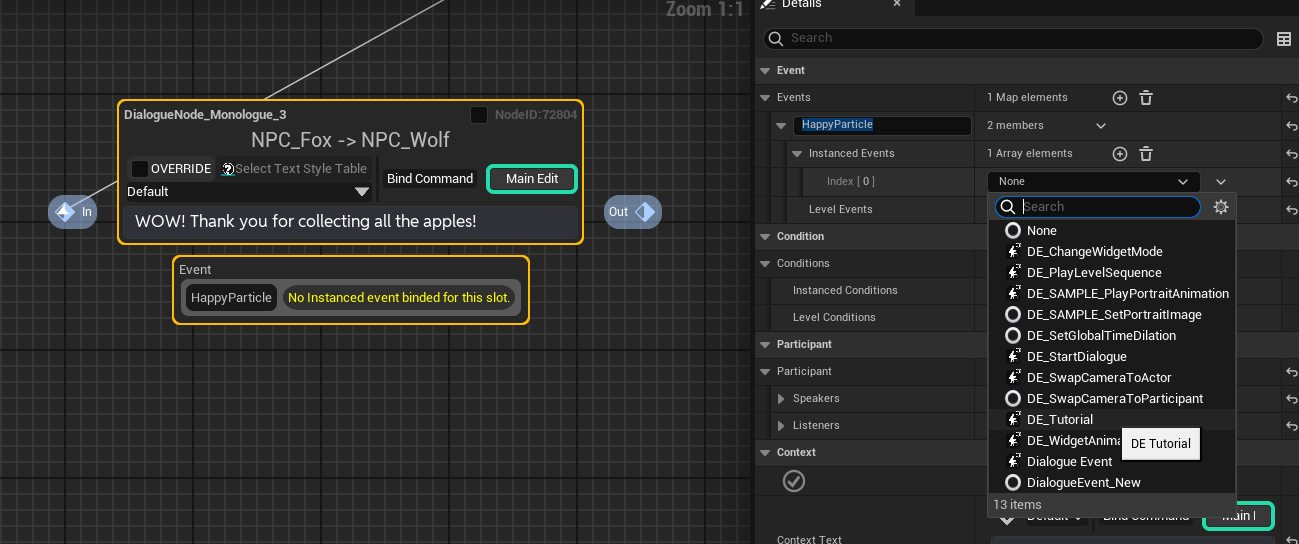 Zoom 1:1
DialogueNode_Monologue_3
NodeID:72804
NPC_Fox -> NPC_Wolf
OVERRIDE
Select Text Style Table
Default
Bind Command
Main Edit
In
Out
WOW! Thank you for collecting all the apples!
Event
HappyParticle
No Instanced event binded for this slot.
Details
Search
Event
Events
1 Map elements
HappyParticle
2 members
Instanced Events
1 Array elements
Index [ 0 ]
None
Level Events
Search
None
DE_ChangeWidgetMode
DE_PlayLevelSequence
DE_SAMPLE_PlayPortraitAnimation
DE_SAMPLE_SetPortraitImage
DE_SetGlobalTimeDilation
DE_StartDialogue
DE_SwapCameraToActor
DE_SwapCameraToParticipant
DE_Tutorial
DE_WidgetAnima
DE Tutorial
Dialogue Event
DialogueEvent_New
13 items
Condition
Conditions
Instanced Conditions
Level Conditions
Participant
Participant
Speakers
Listeners
Context
Main
Context Text